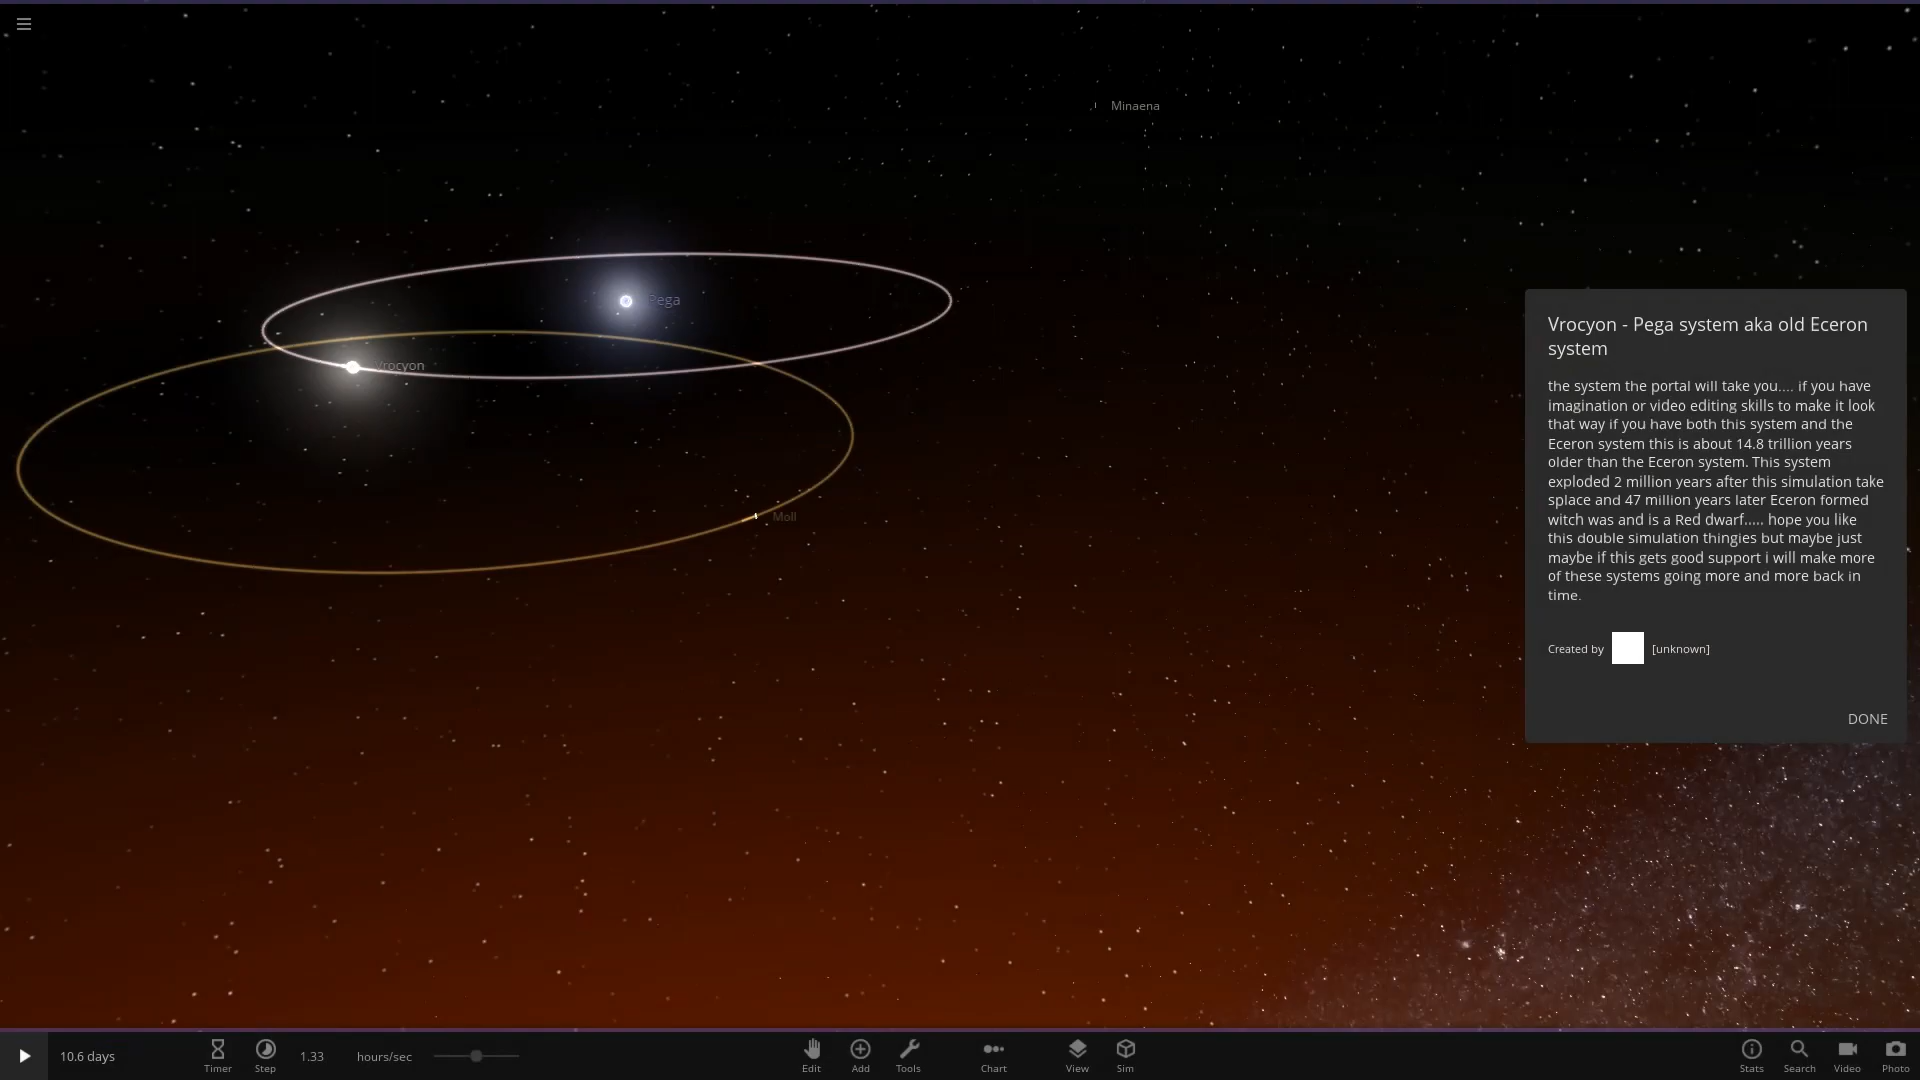 Minaena
Pega
Vrocyon
Moll
Vrocyon - Pega system aka old Eceron
system
the system the portal will take you.... if you have
imagination or video editing skills to make it look
that way if you have both this system and the
Eceron system this is about 14.8 trillion years
older than the Eceron system. This system
exploded 2 million years after this simulation take
splace and 47 million years later Eceron formed
witch was and is a Red dwarf..... hope you like
this double simulation thingies but maybe just
maybe if this gets good support i will make more
of these systems going more and more back in
time.
Created by [unknown]
DONE
10.6 days
Timer
Step
1.33 hours/sec
Edit
Add
Tools
Chart
View
Sim
Stats
Search
Video
Photo